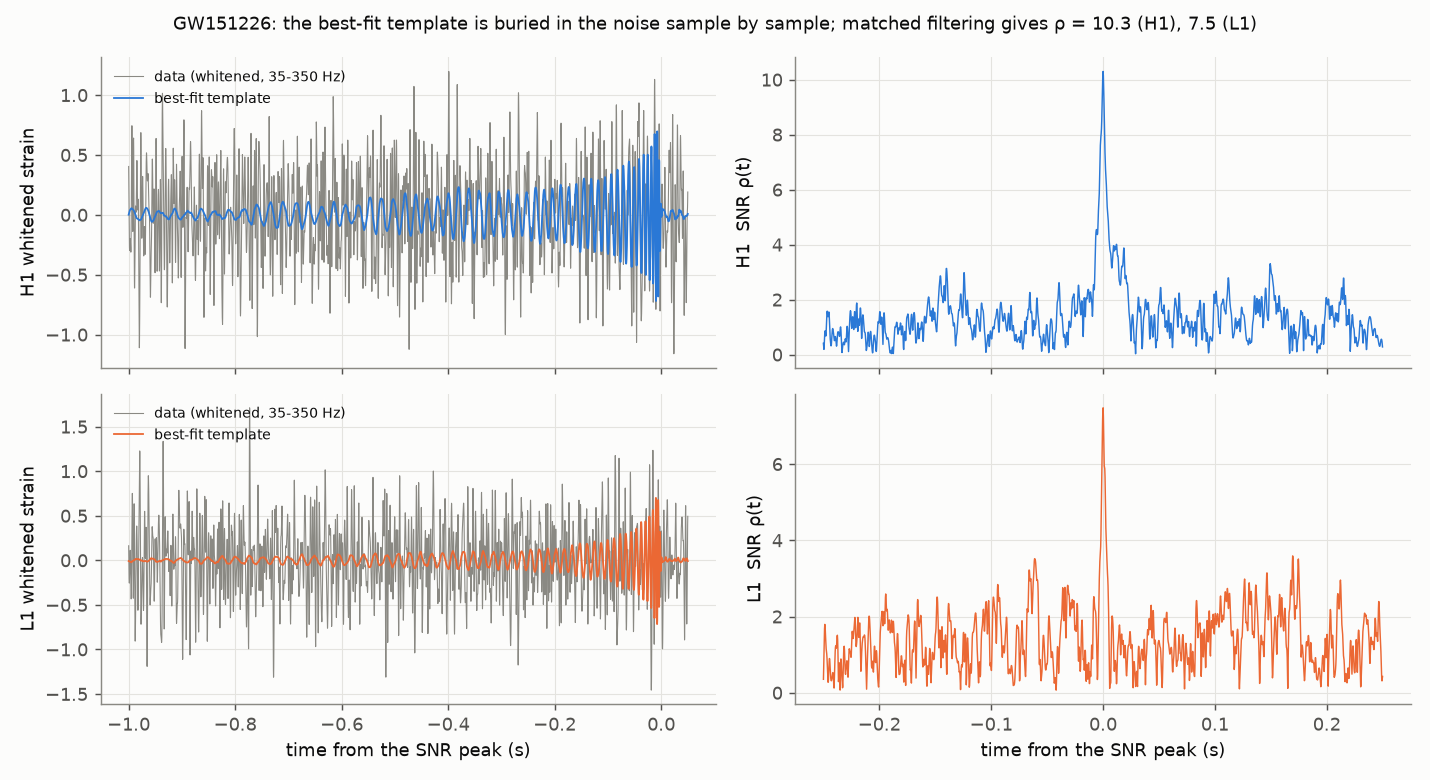 GW151226: the best-fit template is buried in the noise sample by sample; matched filtering gives ρ = 10.3 (H1), 7.5 (L1)
data (whitened, 35-350 Hz)
best-fit template
H1 whitened strain
1.0
0.5
0.0
−0.5
−1.0
H1 SNR ρ(t)
10
8
6
4
2
0
data (whitened, 35-350 Hz)
best-fit template
L1 whitened strain
1.5
1.0
0.5
0.0
−0.5
−1.0
−1.5
−1.0 −0.8 −0.6 −0.4 −0.2 0.0
time from the SNR peak (s)
L1 SNR ρ(t)
6
4
2
0
−0.2 −0.1 0.0 0.1 0.2
time from the SNR peak (s)